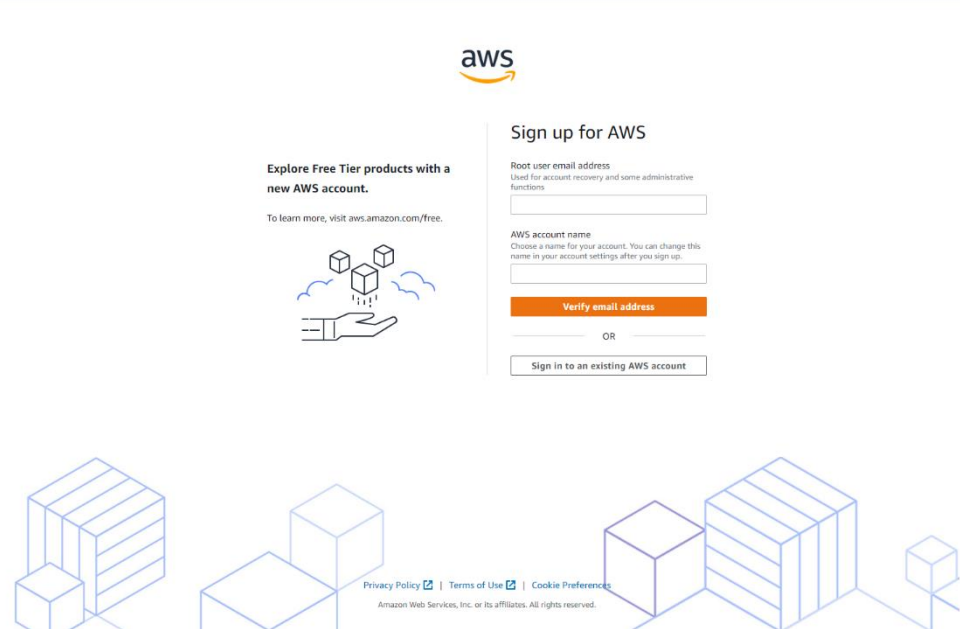 aws
Explore Free Tier products with a
new AWS account.
To learn more, visit aws.amazon.com/free.
Sign up for AWS
Root user email address
Used for account recovery and some administrative
functions
AWS account name
Choose a name for your account. You can change this
name in your account settings after you sign up.
Verify email address
OR
Sign in to an existing AWS account
Privacy Policy | Terms of Use | Cookie Preferences
Amazon Web Services, Inc. or its affiliates. All rights reserved.